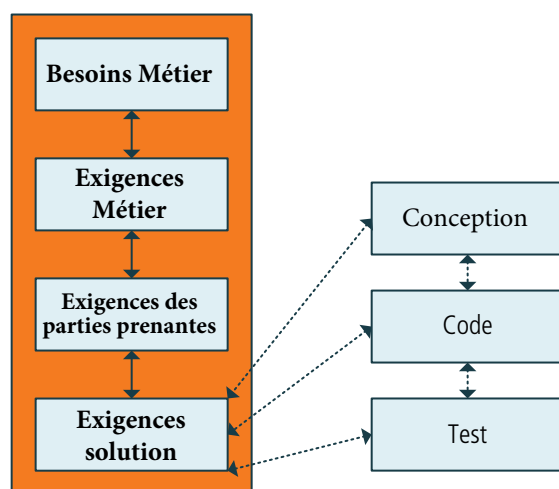 Besoins Métier
Exigences
Métier
Exigences des
parties prenantes
Exigences
solution
Conception
Code
Test